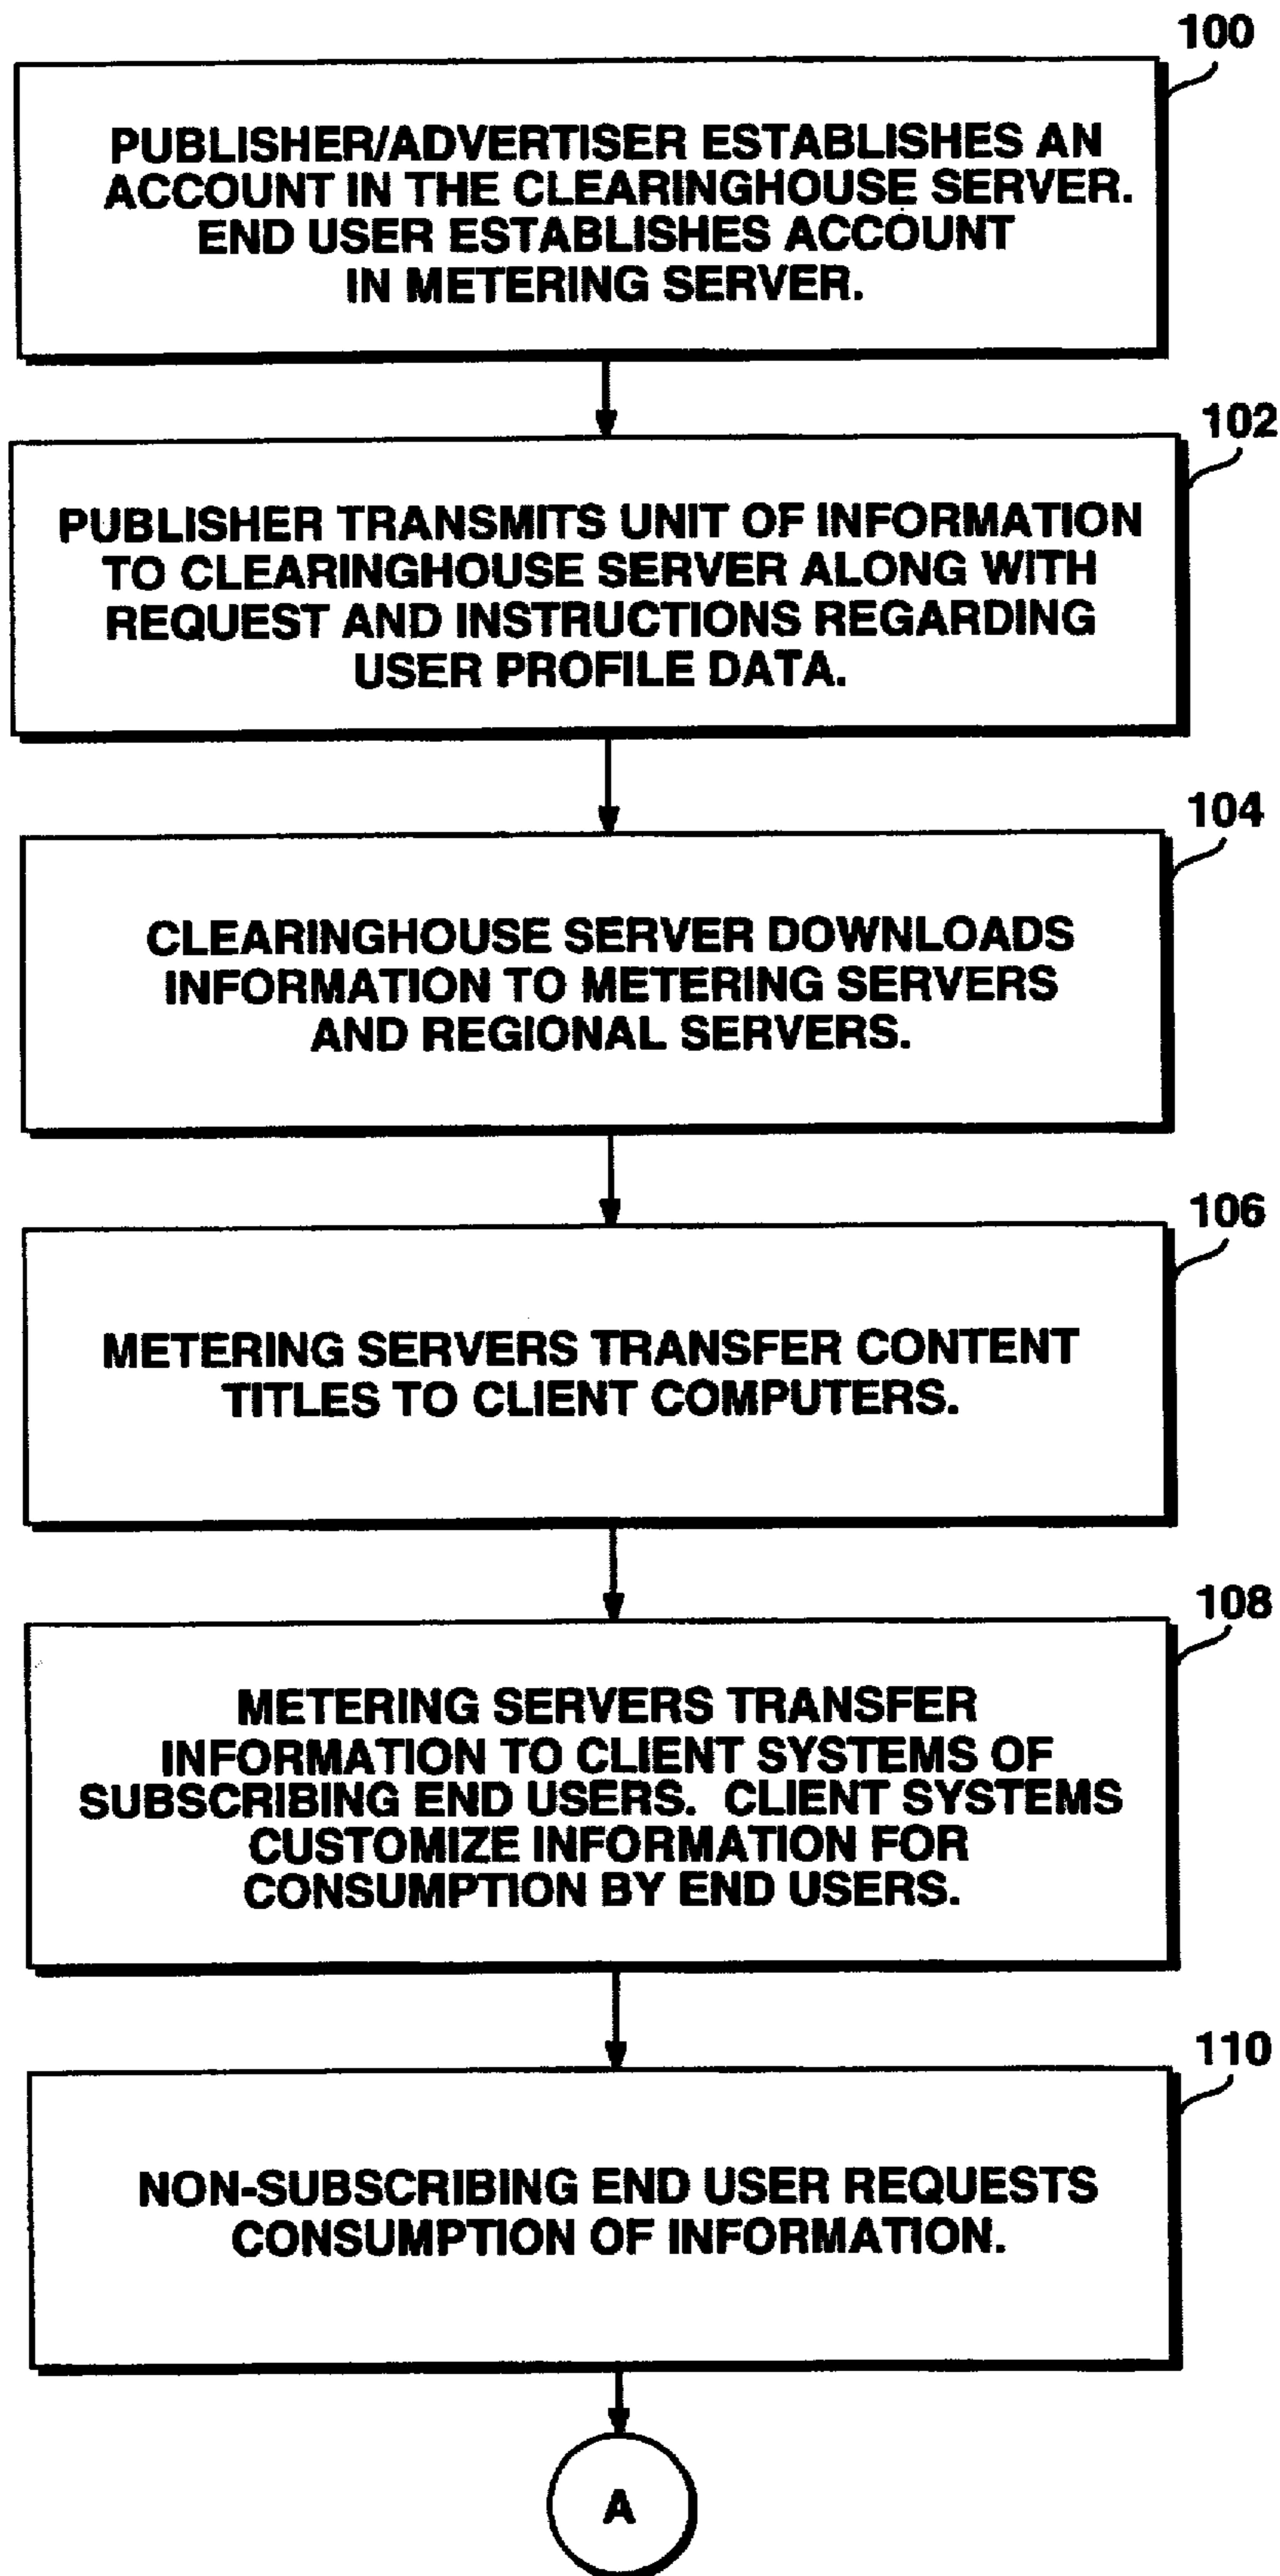 100
PUBLISHER/ADVERTISER ESTABLISHES AN
ACCOUNT IN THE CLEARINGHOUSE SERVER.
END USER ESTABLISHES ACCOUNT
IN METERING SERVER.
102
PUBLISHER TRANSMITS UNIT OF INFORMATION
TO CLEARINGHOUSE SERVER ALONG WITH
REQUEST AND INSTRUCTIONS REGARDING
USER PROFILE DATA.
104
CLEARINGHOUSE SERVER DOWNLOADS
INFORMATION TO METERING SERVERS
AND REGIONAL SERVERS.
106
METERING SERVERS TRANSFER CONTENT
TITLES TO CLIENT COMPUTERS.
108
METERING SERVERS TRANSFER
INFORMATION TO CLIENT SYSTEMS OF
SUBSCRIBING END USERS. CLIENT SYSTEMS
CUSTOMIZE INFORMATION FOR
CONSUMPTION BY END USERS.
110
NON-SUBSCRIBING END USER REQUESTS
CONSUMPTION OF INFORMATION.
A